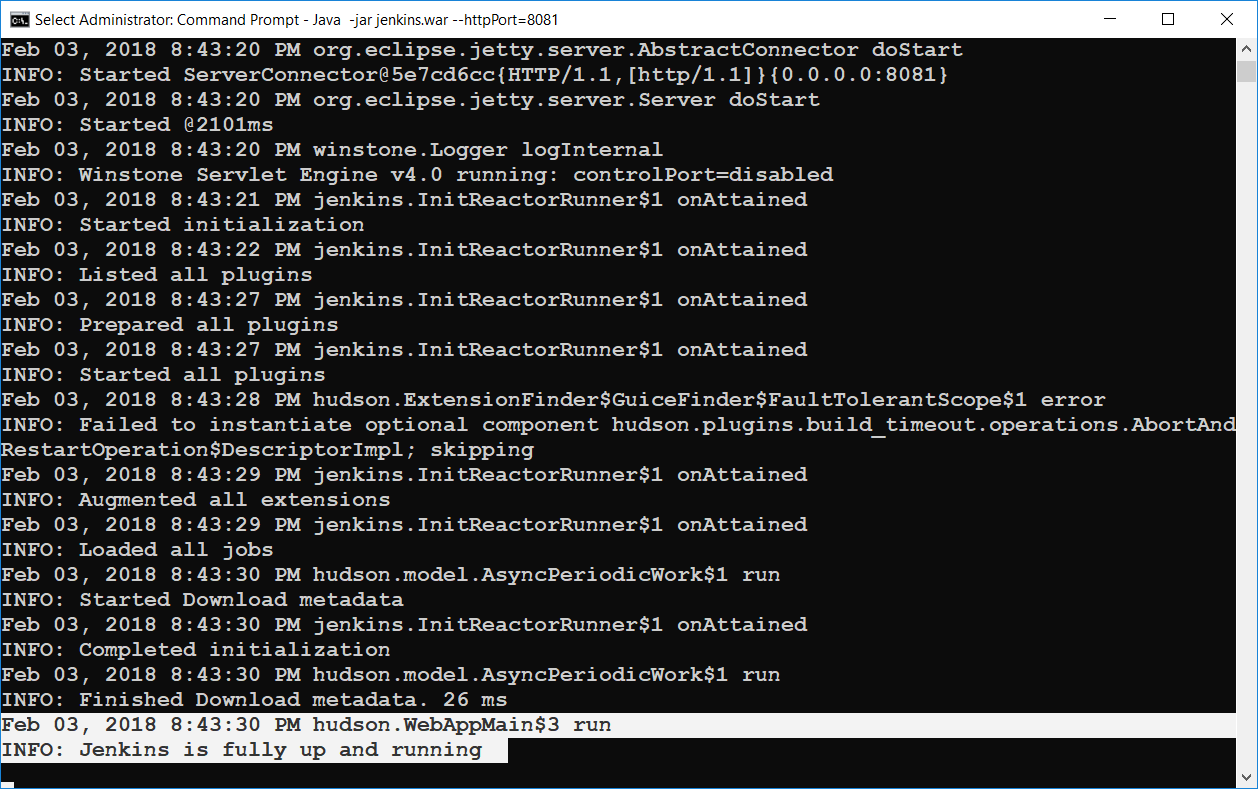 Select Administrator: Command Prompt - Java  -jar jenkins.war --httpPort=8081
Feb 03, 2018 8:43:20 PM org.eclipse.jetty.server.AbstractConnector doStart
INFO: Started ServerConnector@5e7cd6cc{HTTP/1.1,[http/1.1]}{0.0.0.0:8081}
Feb 03, 2018 8:43:20 PM org.eclipse.jetty.server.Server doStart
INFO: Started @2101ms
Feb 03, 2018 8:43:20 PM winstone.Logger logInternal
INFO: Winstone Servlet Engine v4.0 running: controlPort=disabled
Feb 03, 2018 8:43:21 PM jenkins.InitReactorRunner$1 onAttained
INFO: Started initialization
Feb 03, 2018 8:43:22 PM jenkins.InitReactorRunner$1 onAttained
INFO: Listed all plugins
Feb 03, 2018 8:43:27 PM jenkins.InitReactorRunner$1 onAttained
INFO: Prepared all plugins
Feb 03, 2018 8:43:27 PM jenkins.InitReactorRunner$1 onAttained
INFO: Started all plugins
Feb 03, 2018 8:43:28 PM hudson.ExtensionFinder$GuiceFinder$FaultTolerantScope$1 error
INFO: Failed to instantiate optional component hudson.plugins.build_timeout.operations.AbortAnd
RestartOperation$DescriptorImpl; skipping
Feb 03, 2018 8:43:29 PM jenkins.InitReactorRunner$1 onAttained
INFO: Augmented all extensions
Feb 03, 2018 8:43:29 PM jenkins.InitReactorRunner$1 onAttained
INFO: Loaded all jobs
Feb 03, 2018 8:43:30 PM hudson.model.AsyncPeriodicWork$1 run
INFO: Started Download metadata
Feb 03, 2018 8:43:30 PM jenkins.InitReactorRunner$1 onAttained
INFO: Completed initialization
Feb 03, 2018 8:43:30 PM hudson.model.AsyncPeriodicWork$1 run
INFO: Finished Download metadata. 26 ms
Feb 03, 2018 8:43:30 PM hudson.WebAppMain$3 run
INFO: Jenkins is fully up and running